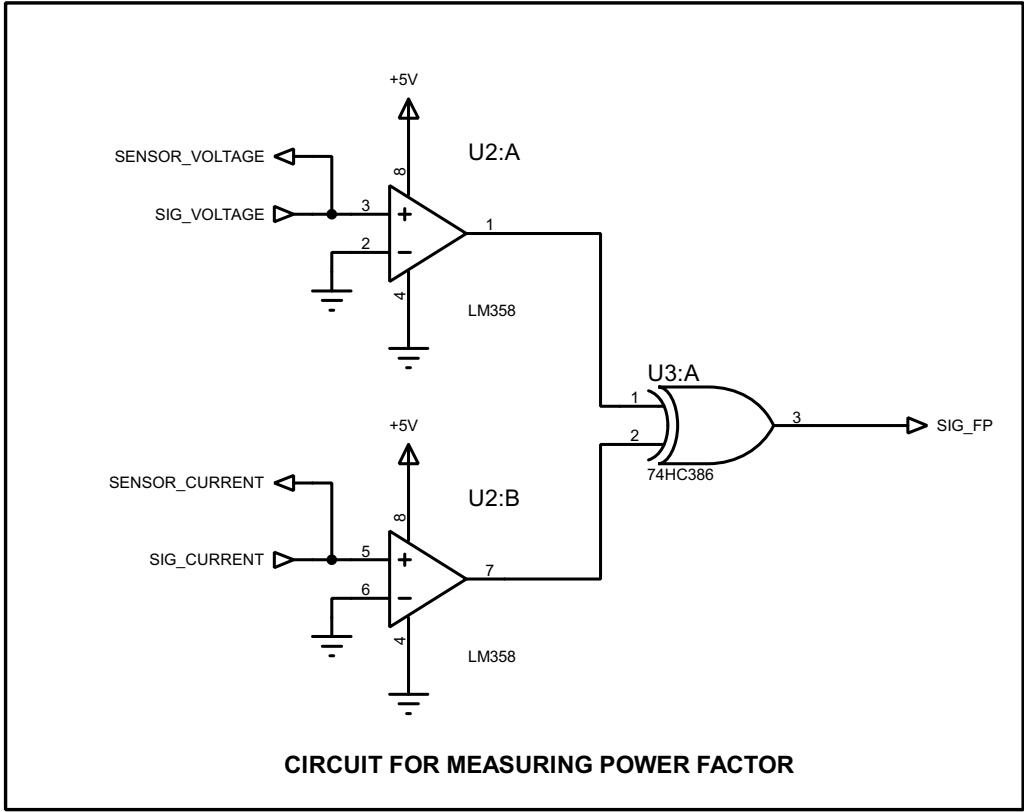 +5V
U2:A
SENSOR_VOLTAGE
8
SIG_VOLTAGE
3
1
2
4
LM358
U3:A
1
3
SIG_FP
2
74HC386
+5V
SENSOR_CURRENT
U2:B
8
SIG_CURRENT
5
7
6
4
LM358
CIRCUIT FOR MEASURING POWER FACTOR